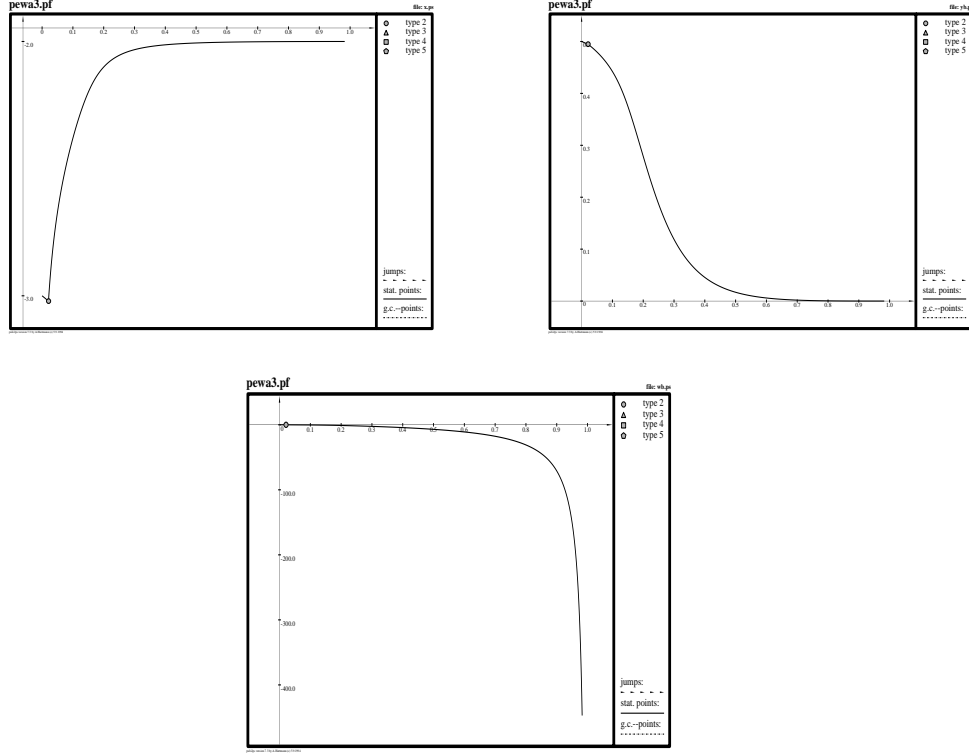 pewa3.pf
file: x.ps
type 2
type 3
type 4
type 5
0 0.1 0.2 0.3 0.4 0.5 0.6 0.7 0.8 0.9 1.0
-2.0
-3.0
jumps:
stat. points:
g.c.--points:
pewa3.pf
file: yh.p
type 2
type 3
type 4
type 5
0.4
0.3
0.2
0.1
0 0.1 0.2 0.3 0.4 0.5 0.6 0.7 0.8 0.9 1.0
jumps:
stat. points:
g.c.--points:
pewa3.pf
file: wh.ps
type 2
type 3
type 4
type 5
0 0.1 0.2 0.3 0.4 0.5 0.6 0.7 0.8 0.9 1.0
-100.0
-200.0
-300.0
-400.0
jumps:
stat. points:
g.c.--points: